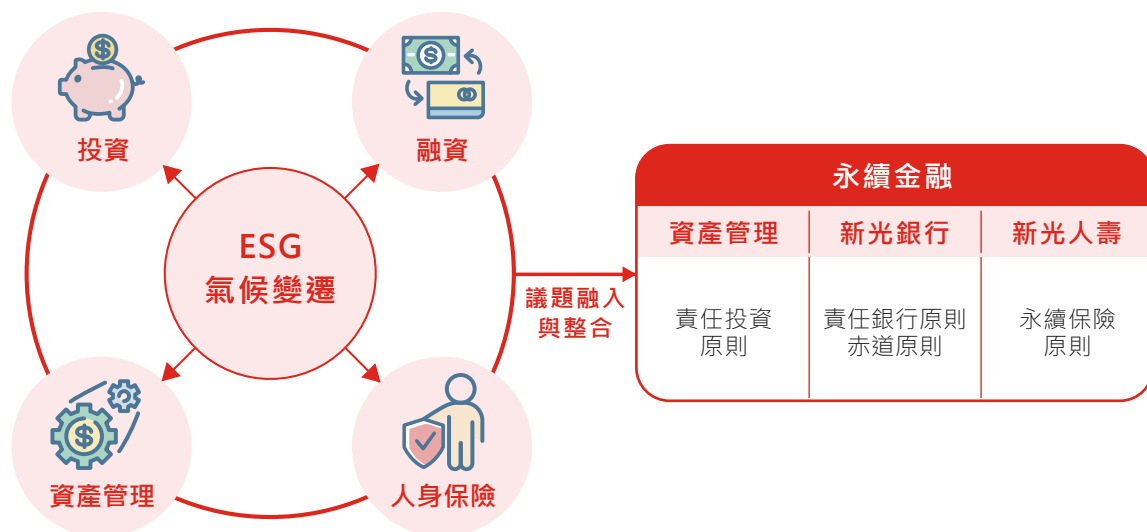 投資
融資
ESG
氣候變遷
資產管理
人身保險
議題融入
與整合
永續金融
資產管理
新光銀行
新光人壽
責任投資
原則
責任銀行原則
赤道原則
永續保險
原則